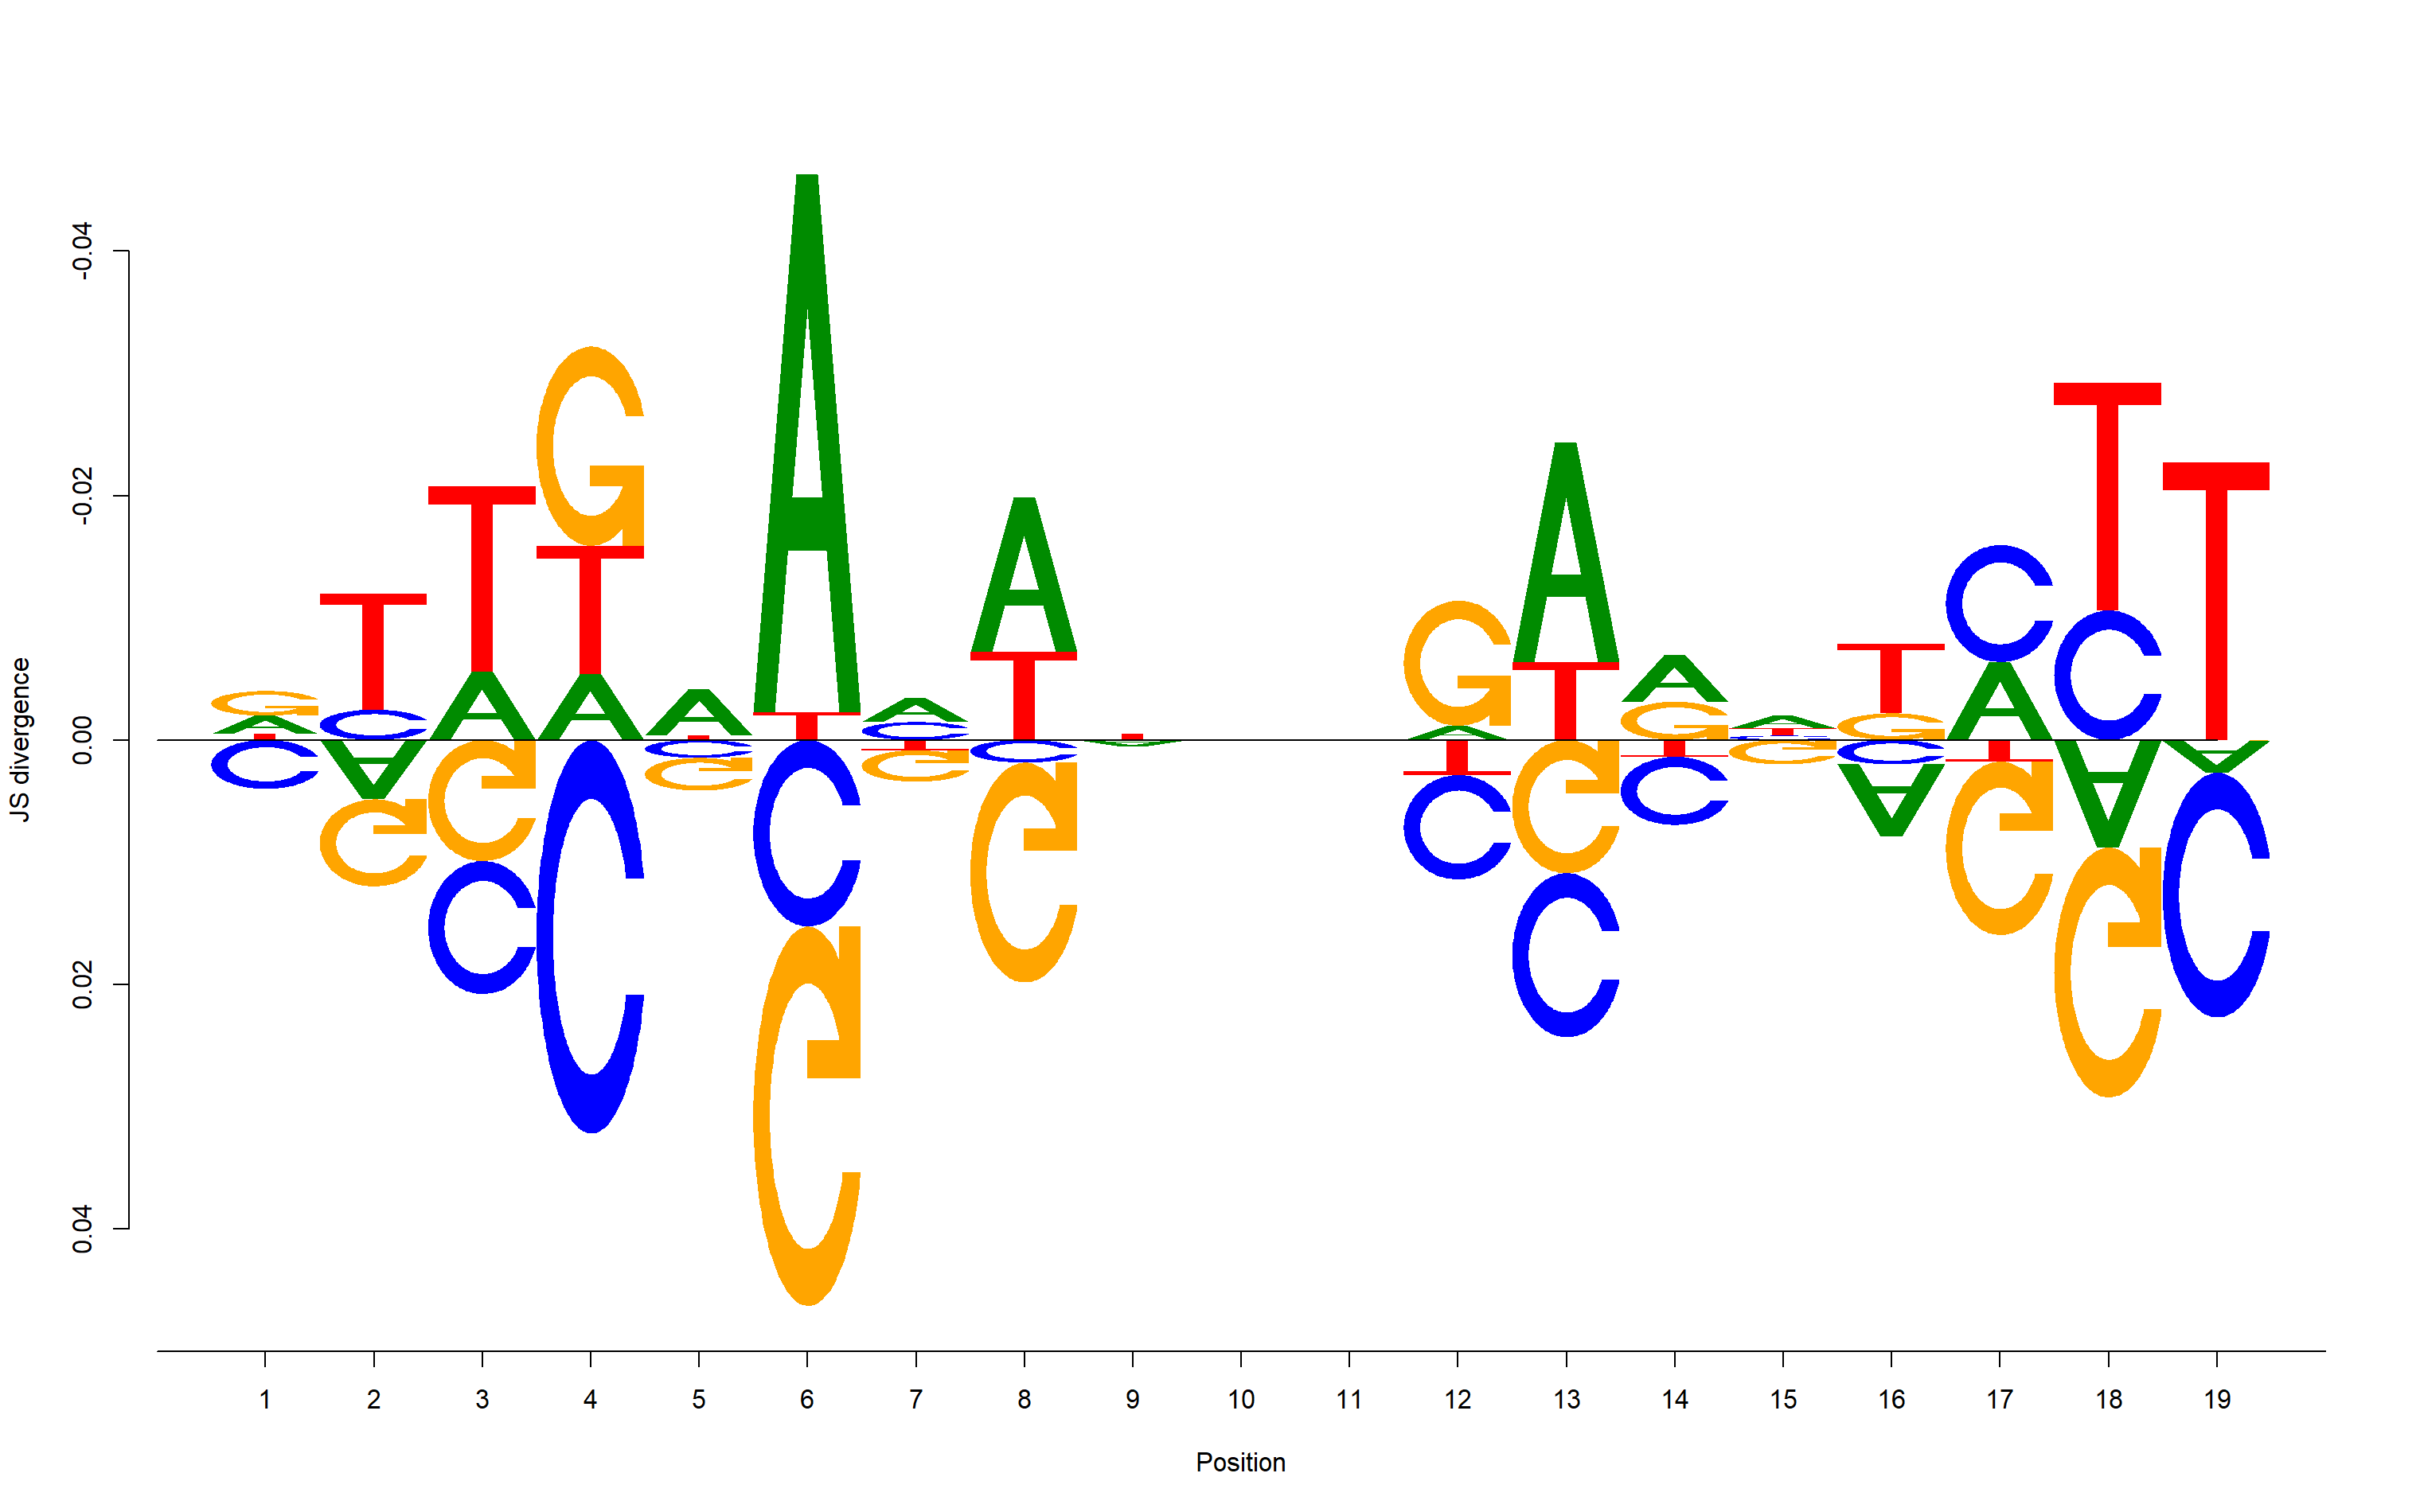 JS divergence
-0.04
-0.02
0.00
0.02
0.04
G A T C
T C A G
T A G C
G T A C
A T C G
A T C G
A C T G
A T C G
T A
G A T C
A T G C
A G T C
A T C G
T G C A
C A T G
T C A G
T A C
1 2 3 4 5 6 7 8 9 10 11 12 13 14 15 16 17 18 19
Position